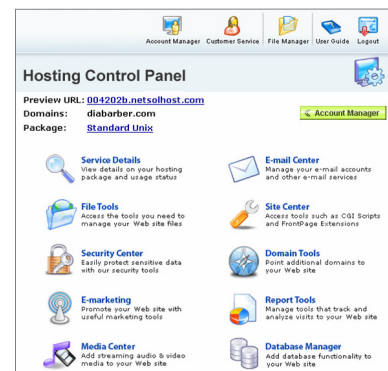 Account Manager Customer Service File Manager User Guide Logout
Hosting Control Panel
Preview URL: 004202b.netsolhost.com
Domains: diabarber.com
Account Manager
Package: Standard Unix
Service Details
View details on your hosting
package and usage status
E-mail Center
Manage your e-mail accounts
and other e-mail services
File Tools
Access the tools you need to
manage your Web site files
Site Center
Access tools such as CGI Scripts
and FrontPage Extensions
Security Center
Easily protect sensitive data
with our security tools
Domain Tools
Point additional domains to
your Web site
E-marketing
Promote your Web site with
useful marketing tools
Report Tools
Manage tools that track and
analyze visits to your Web site
Media Center
Add streaming audio & video
media to your Web site
Database Manager
Add database functionality to
your Web site